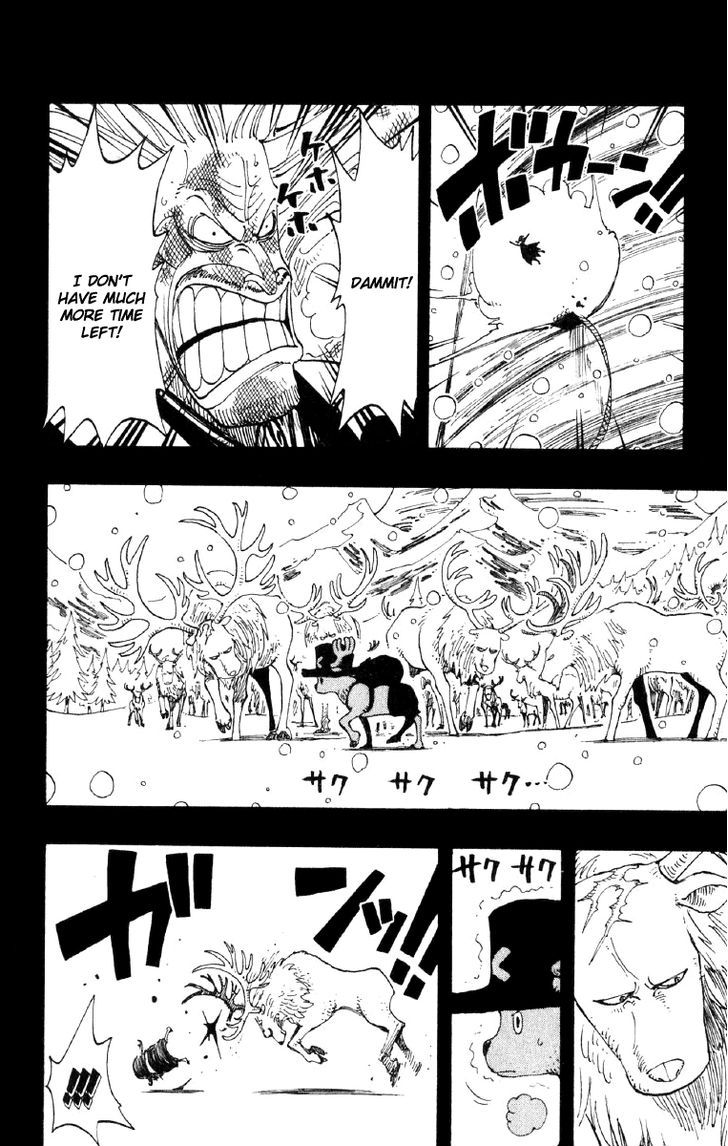 ボガーン!!
DAMMIT!
ケホ
ケホ
I DON'T
HAVE MUCH
MORE TIME
LEFT!
サク サク サク…
サク サク
ガンッ!!
!!!